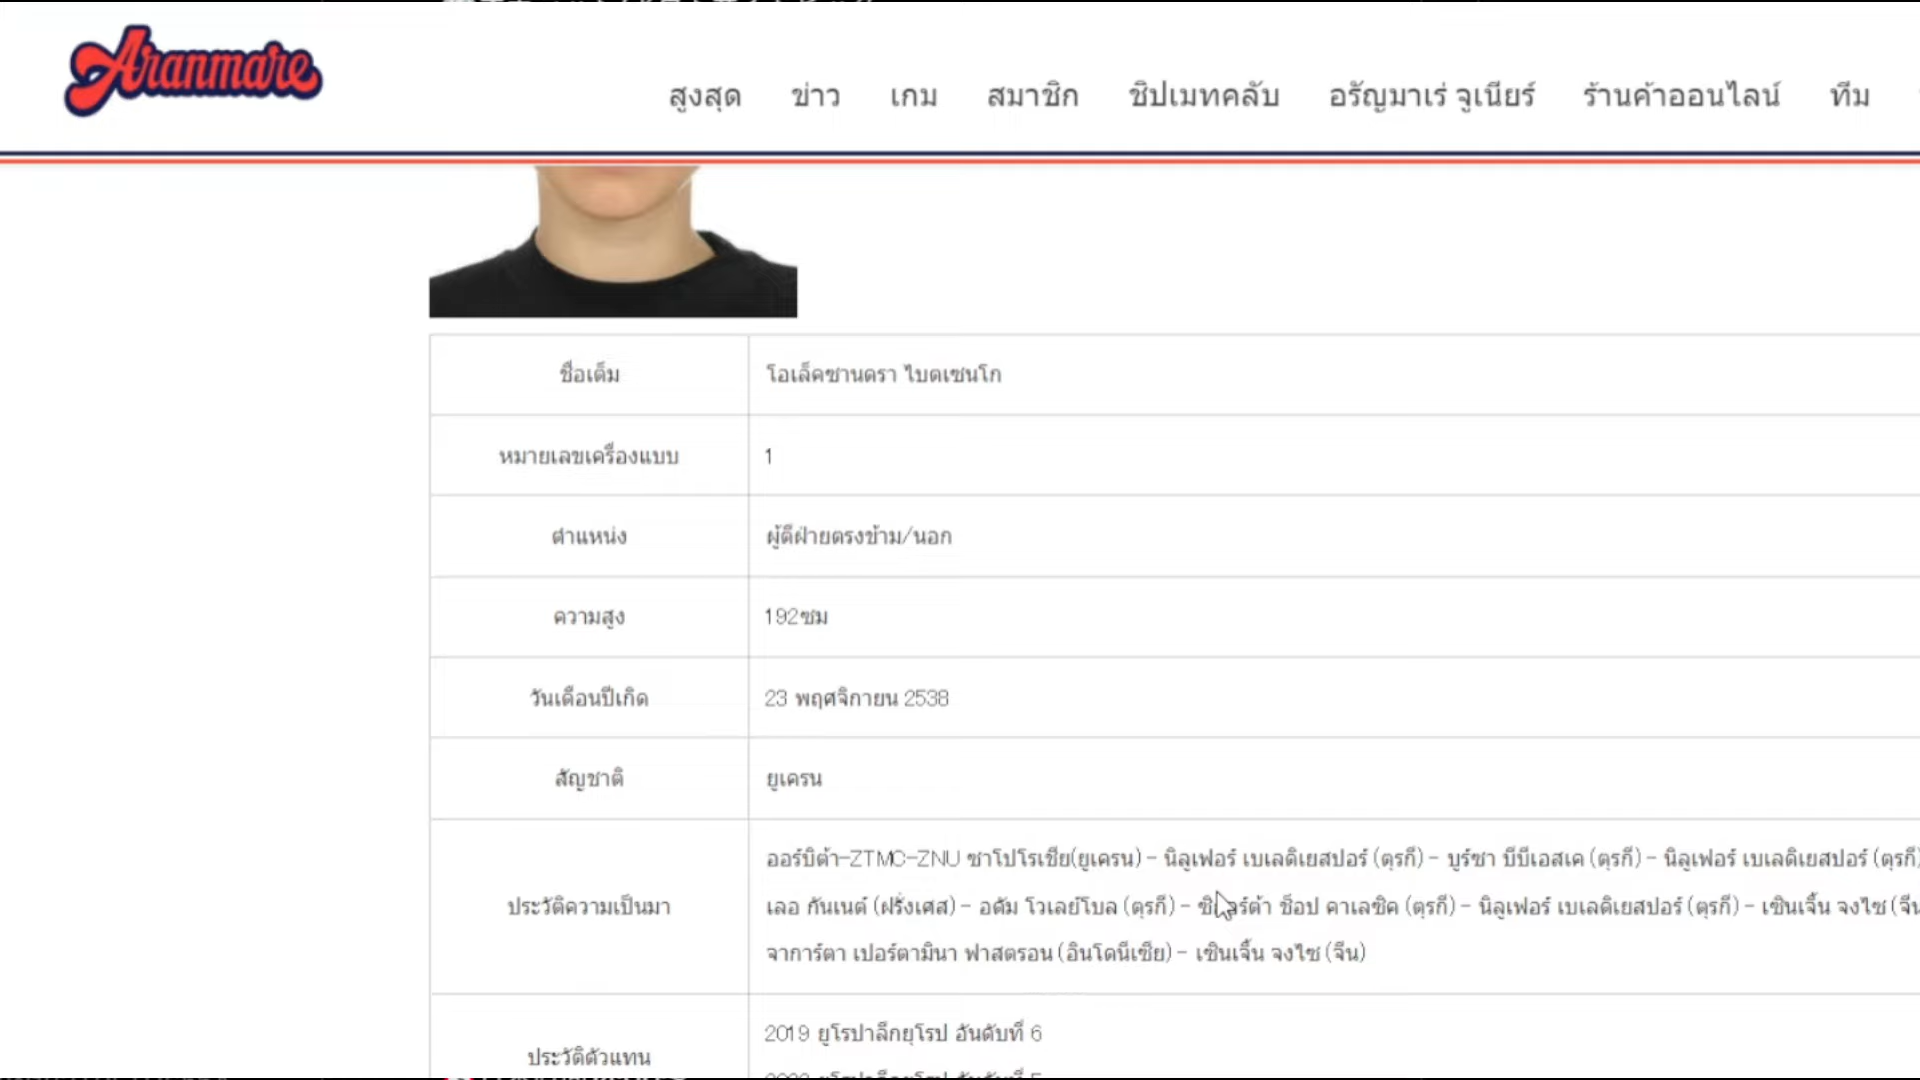 Aranmare
สูงสุด ข่าว เกม สมาชิก ชิปเมทคลับ อรัญมาเร่ จูเนียร์ ร้านค้าออนไลน์ ทีม
ชื่อเต็ม โอเล็คซานดรา ไบตเซนโก
หมายเลขเครื่องแบบ 1
ตำแหน่ง ผู้ตีฝ่ายตรงข้าม/นอก
ความสูง 192ซม
วันเดือนปีเกิด 23 พฤศจิกายน 2538
สัญชาติ ยูเครน
ออร์บิต้า-ZTMC-ZNU ซาโปโรเชีย(ยูเครน) - นิลูเฟอร์ เบเลดิเยสปอร์ (ตุรกี) - บูร์ซา บีบีเอสเค (ตุรกี) - นิลูเฟอร์ เบเลดิเยสปอร์ (ตุรกี)
ประวัติความเป็นมา เลอ กันเนต์ (ฝรั่งเศส) - อดัม โวเลย์โบล (ตุรกี) - ช็อป คาเลซิค (ตุรกี) - นิลูเฟอร์ เบเลดิเยสปอร์ (ตุรกี) - เซินเจิ้น จงไซ (จีน
จาการ์ตา เปอร์ตามินา ฟาสตรอน (อินโดนีเซีย) - เซินเจิ้น จงไซ (จีน)
2019 ยูโรปาลีกยุโรป อันดับที่ 6
ประวัติตัวแทน